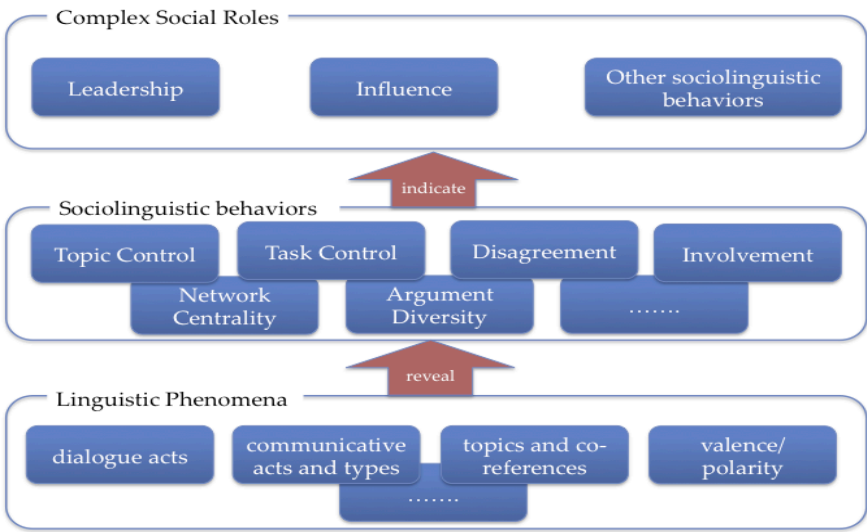 Complex Social Roles
Leadership
Influence
Other sociolinguistic
behaviors
indicate
Sociolinguistic behaviors
Topic Control
Task Control
Disagreement
Involvement
Network
Centrality
Argument
Diversity
.......
reveal
Linguistic Phenomena
dialogue acts
communicative
acts and types
topics and co-
references
valence/
polarity
.......